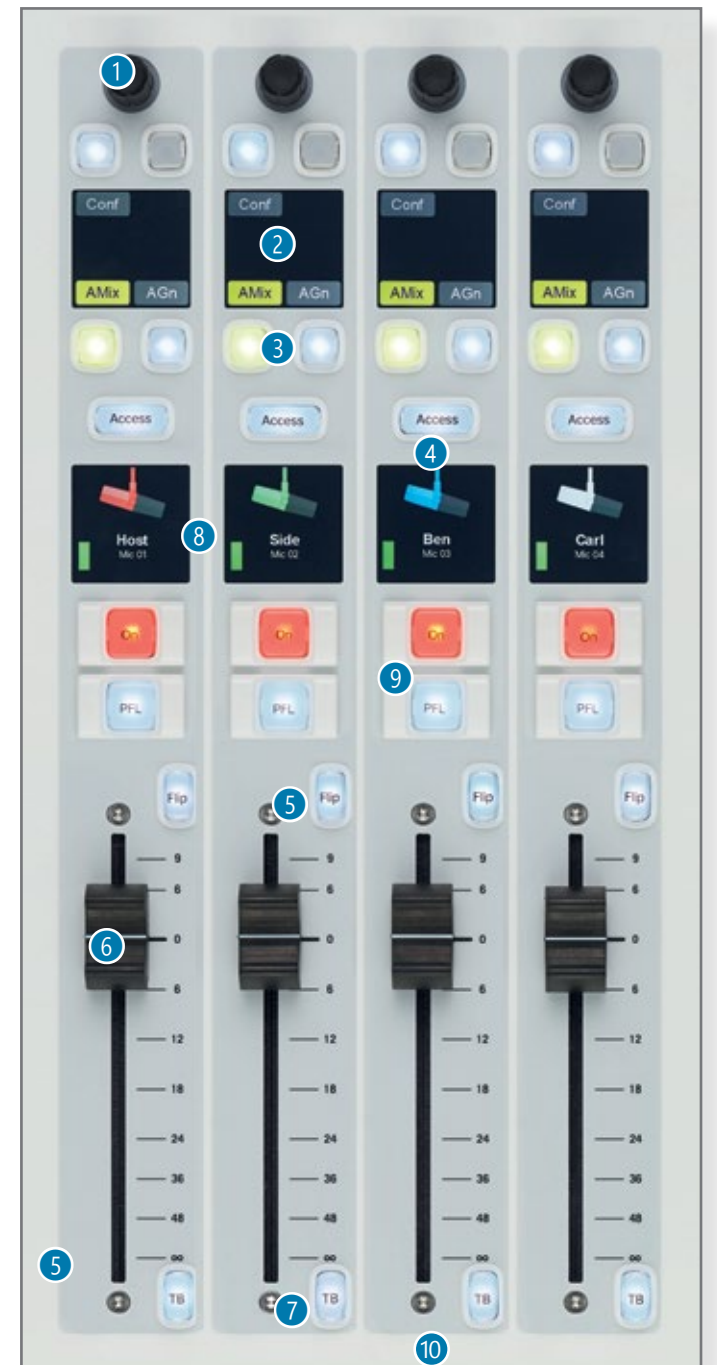 1
Conf Conf Conf Conf
2
AMix AGn AMix AGn AMix AGn AMix AGn
3
Access Access Access Access
4
Host Side Ben Carl
8
Mic 01 Mic 02 Mic 03 Mic 04
On On On On
9
PFL PFL PFL PFL
5
Flip Flip Flip Flip
9 9 9 9
6 6 6 6
6
0 0 0 0
6 6 6 6
12 12 12 12
18 18 18 18
24 24 24 24
36 36 36 36
48 48 48 48
∞ ∞ ∞ ∞
5
7
TB TB TB TB
10